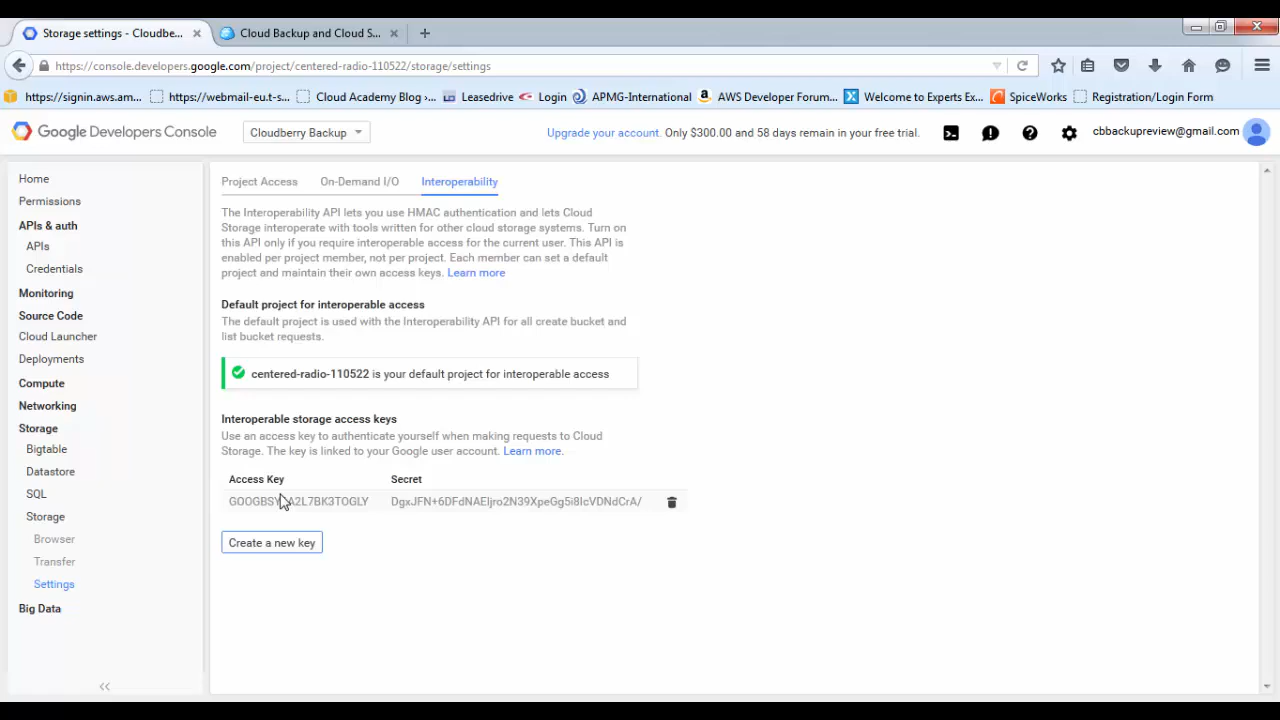 Storage settings - Cloudbe...
Cloud Backup and Cloud S...
https://console.developers.google.com/project/centered-radio-110522/storage/settings
https://signin.aws.am... https://webmail-eu.t-s... Cloud Academy Blog ›... Leasedrive Login APMG-International AWS Developer Forum... Welcome to Experts Ex... SpiceWorks Registration/Login Form
Google Developers Console Cloudberry Backup Upgrade your account. Only $300.00 and 58 days remain in your free trial. cbbackupreview@gmail.com
Home
Permissions
APIs & auth
APIs
Credentials
Monitoring
Source Code
Cloud Launcher
Deployments
Compute
Networking
Storage
Bigtable
Datastore
SQL
Storage
Browser
Transfer
Settings
Big Data
Project Access On-Demand I/O Interoperability
The Interoperability API lets you use HMAC authentication and lets Cloud
Storage interoperate with tools written for other cloud storage systems. Turn on
this API only if you require interoperable access for the current user. This API is
enabled per project member, not per project. Each member can set a default
project and maintain their own access keys. Learn more
Default project for interoperable access
The default project is used with the Interoperability API for all create bucket and
list bucket requests.
centered-radio-110522 is your default project for interoperable access
Interoperable storage access keys
Use an access key to authenticate yourself when making requests to Cloud
Storage. The key is linked to your Google user account. Learn more.
Access Key Secret
Create a new key